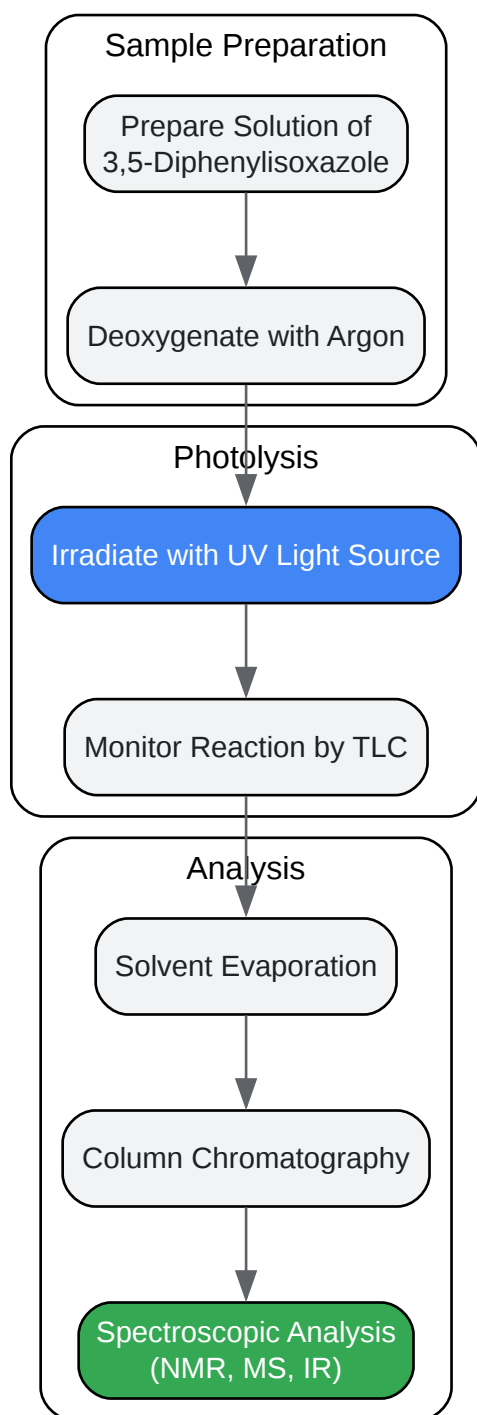 Sample Preparation
Prepare Solution of
3,5-Diphenylisoxazole
Deoxygenate with Argon
Photolysis
Irradiate with UV Light Source
Monitor Reaction by TLC
Analysis
Solvent Evaporation
Column Chromatography
Spectroscopic Analysis
(NMR, MS, IR)